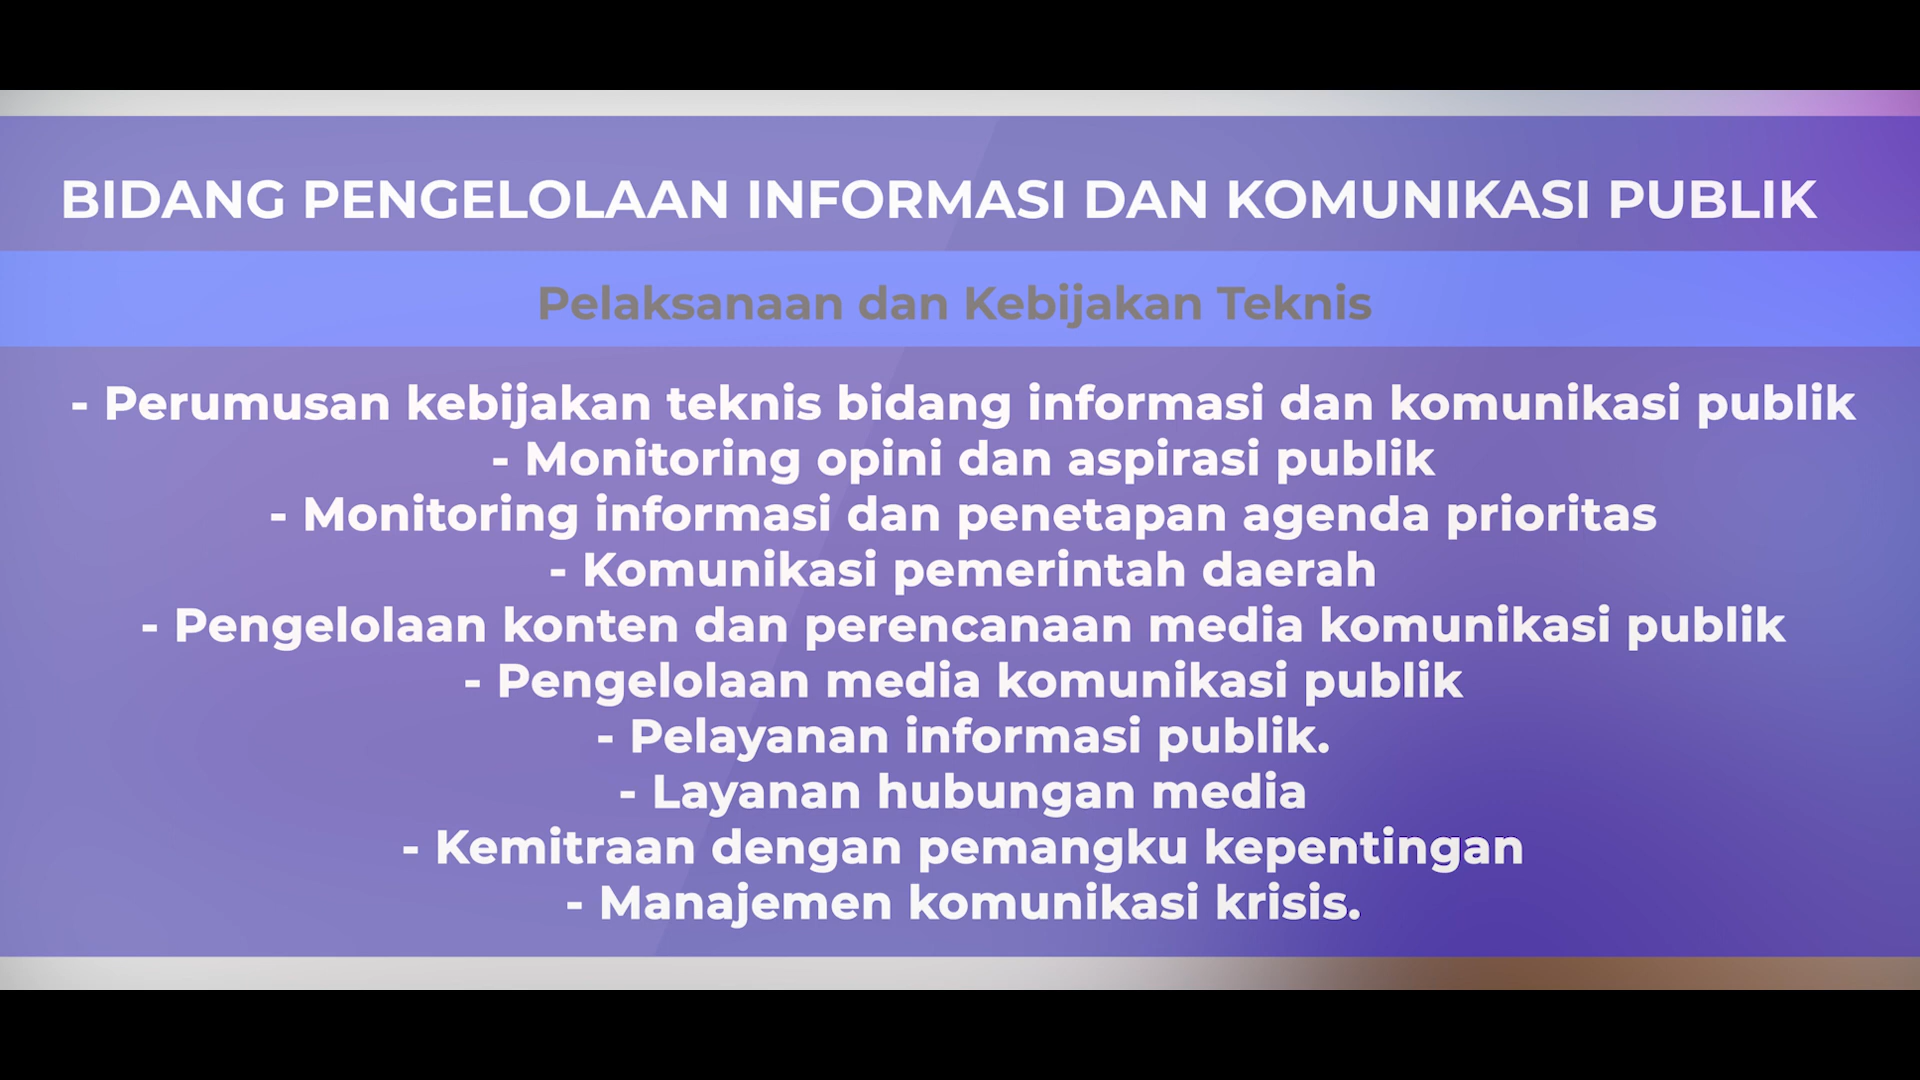 BIDANG PENGELOLAAN INFORMASI DAN KOMUNIKASI PUBLIK
Pelaksanaan dan Kebijakan Teknis
- Perumusan kebijakan teknis bidang informasi dan komunikasi publik
- Monitoring opini dan aspirasi publik
- Monitoring informasi dan penetapan agenda prioritas
- Komunikasi pemerintah daerah
- Pengelolaan konten dan perencanaan media komunikasi publik
- Pengelolaan media komunikasi publik
- Pelayanan informasi publik.
- Layanan hubungan media
- Kemitraan dengan pemangku kepentingan
- Manajemen komunikasi krisis.